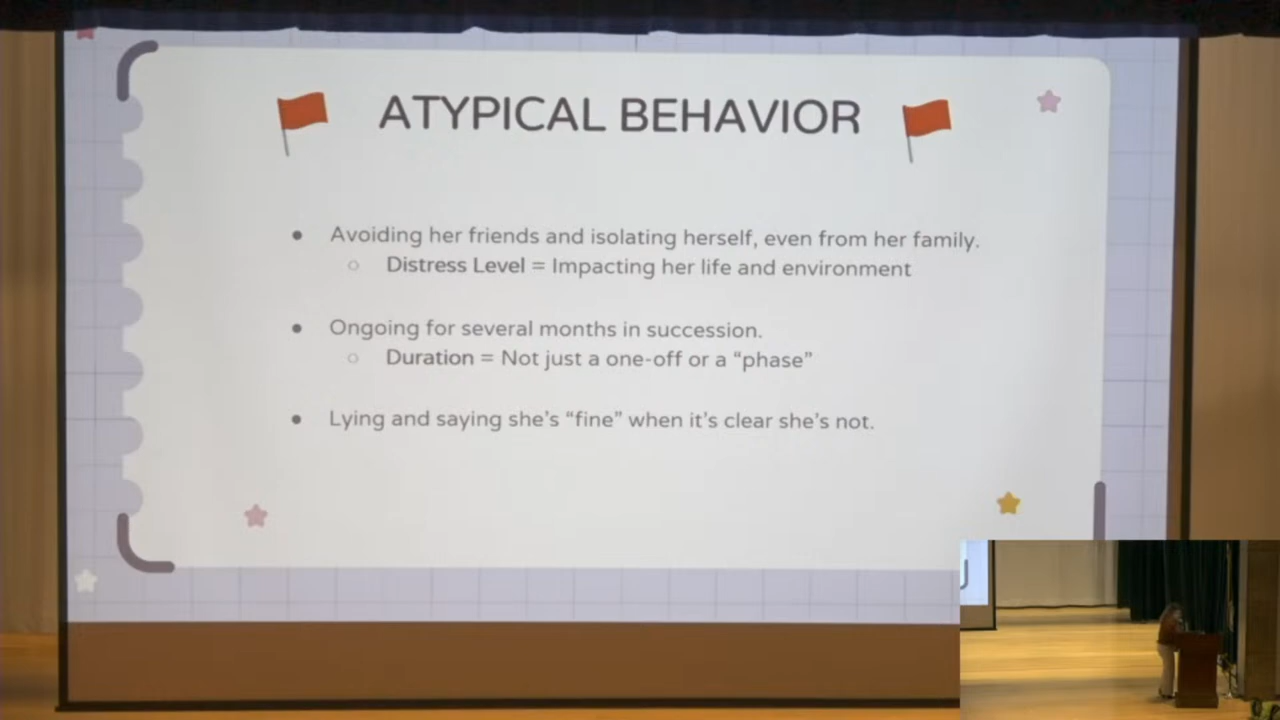 ATYPICAL BEHAVIOR
● Avoiding her friends and isolating herself, even from her family.
○ Distress Level = Impacting her life and environment
● Ongoing for several months in succession.
○ Duration = Not just a one-off or a “phase”
● Lying and saying she’s “fine” when it’s clear she’s not.